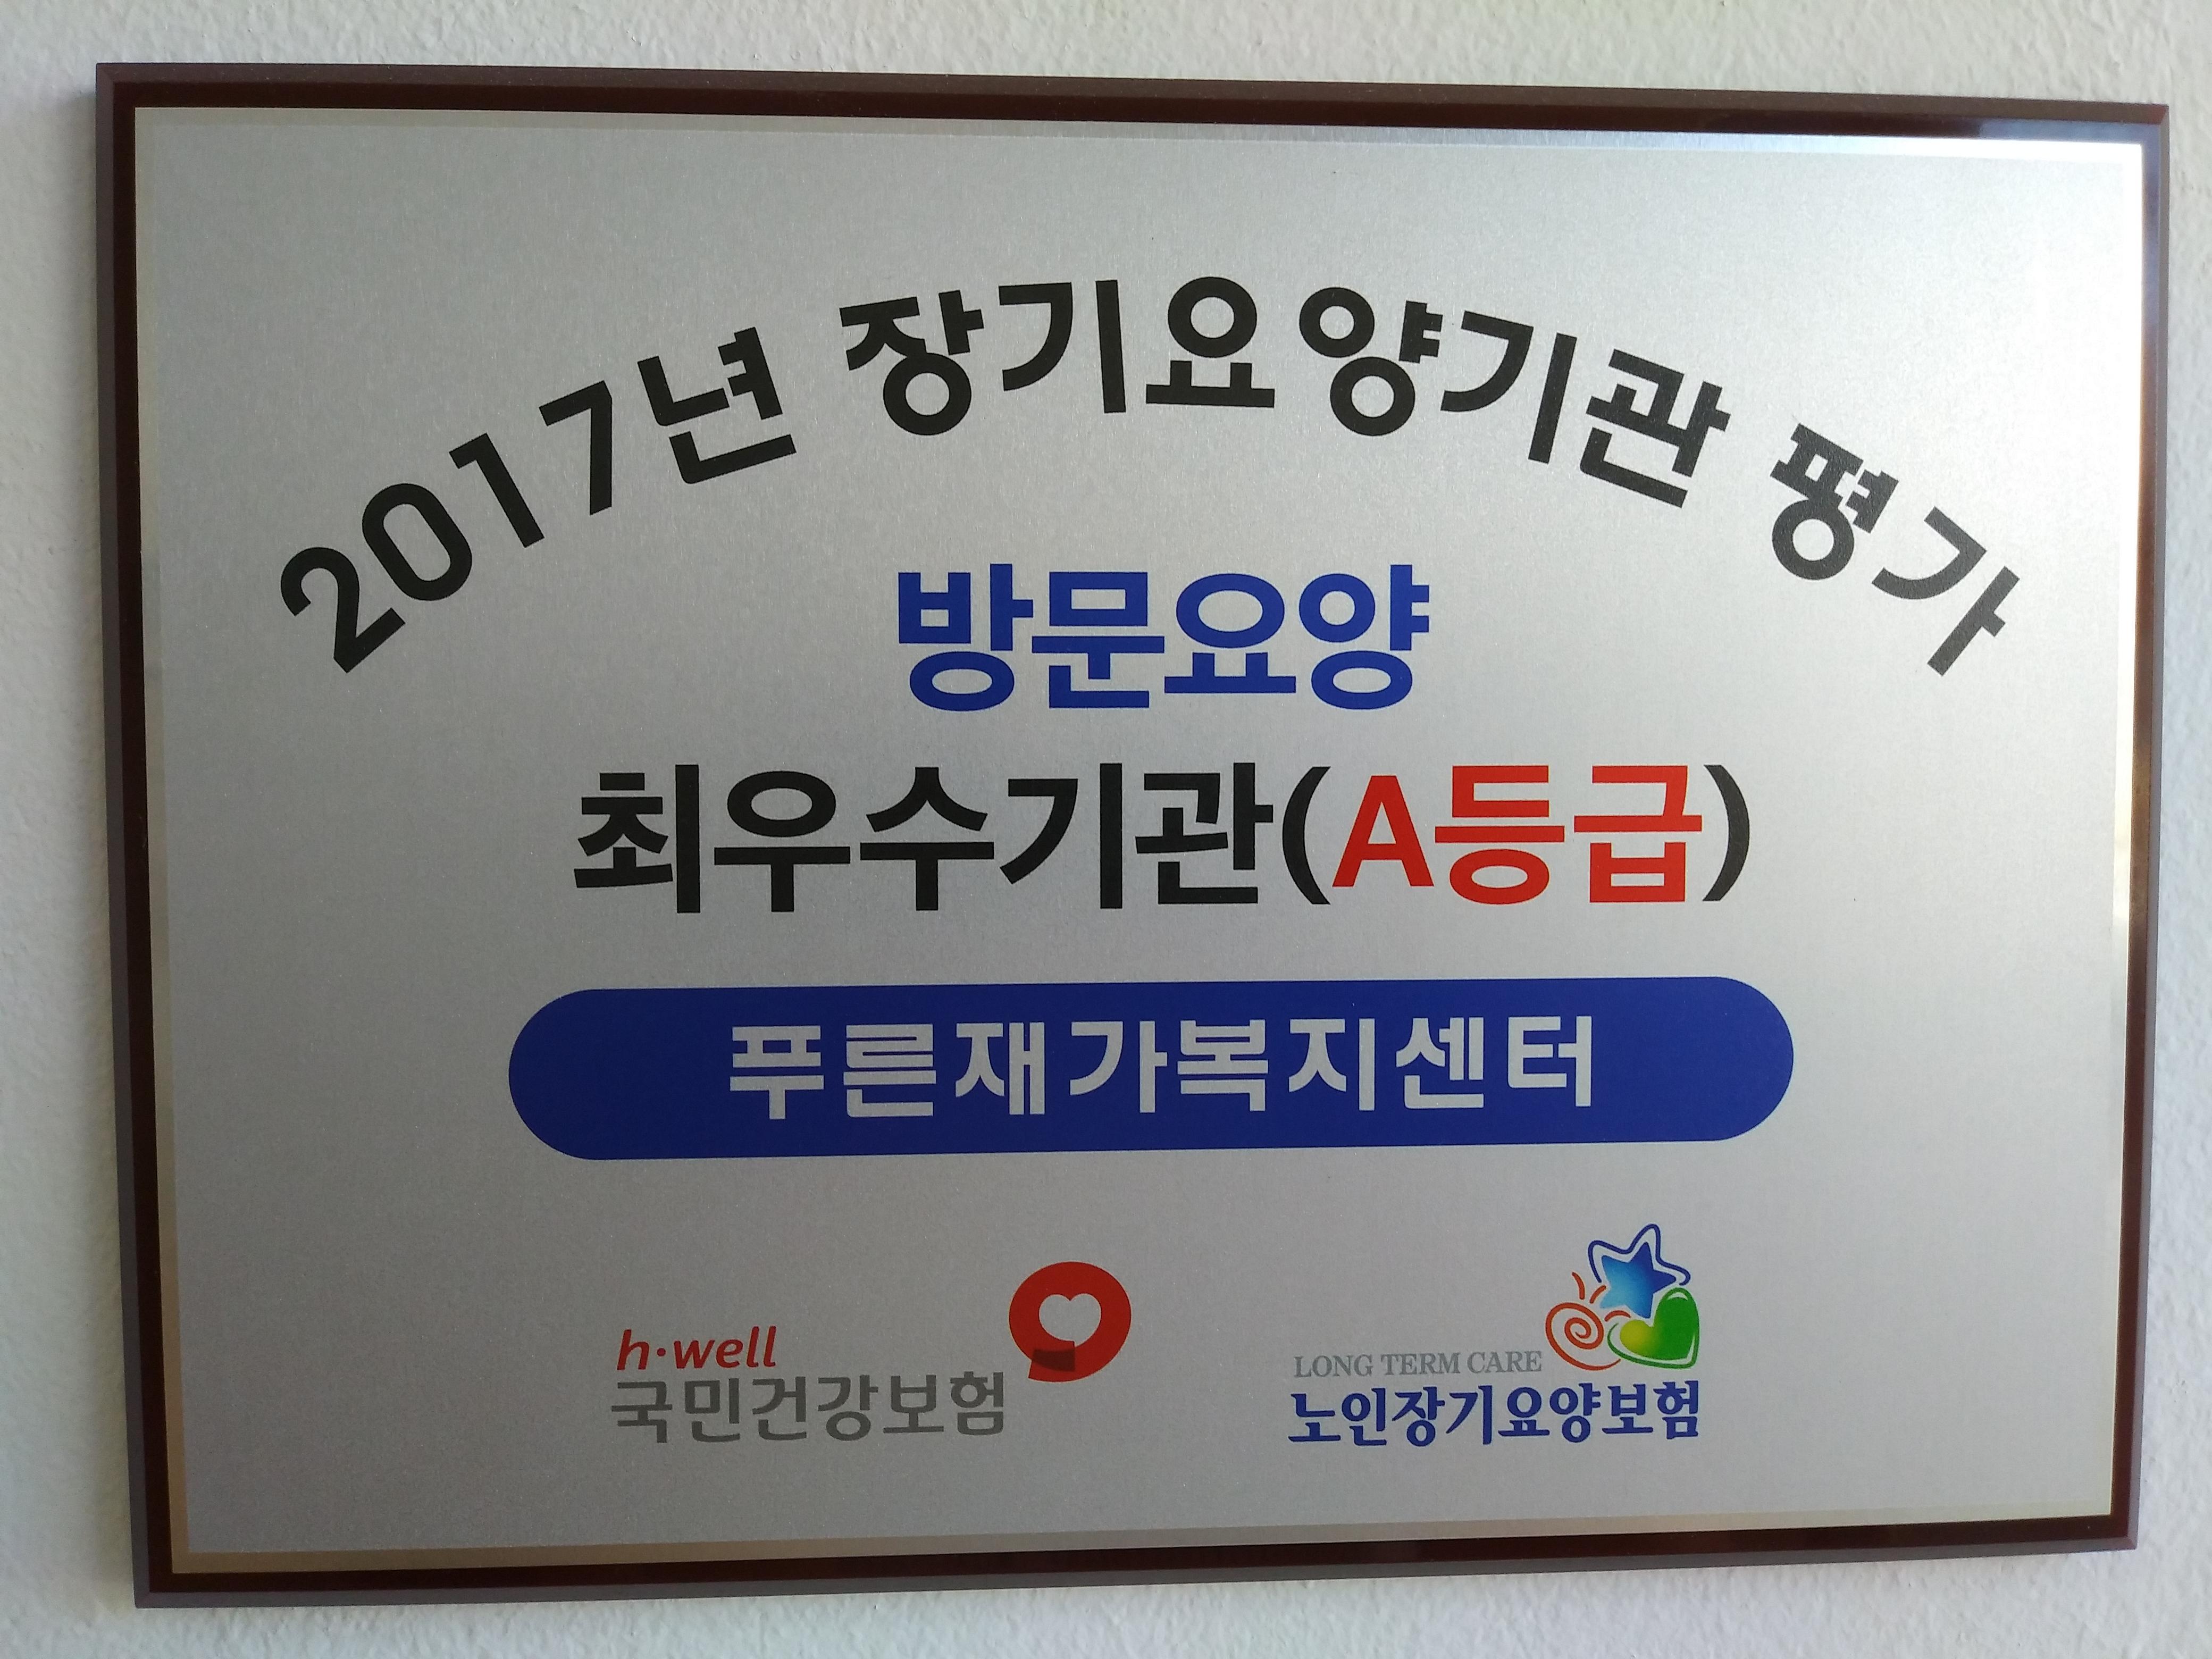 2017년 장기요양기관 평가
방문요양
최우수기관(A등급)
푸른재가복지센터
h·well
국민건강보험
LONG TERM CARE
노인장기요양보험